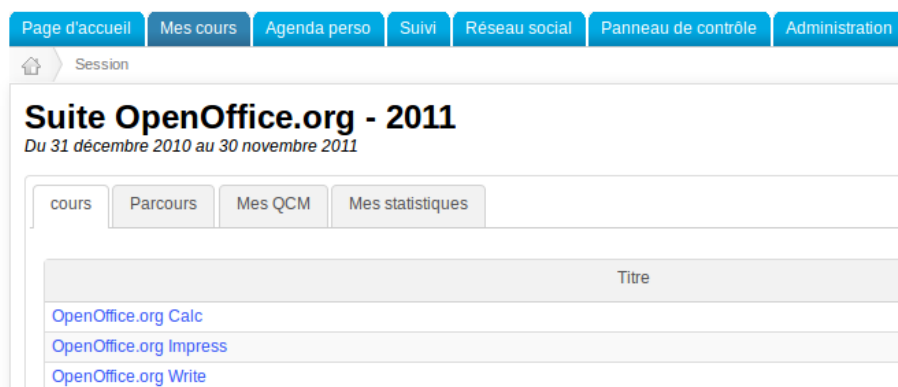 Page d'accueil Mes cours Agenda perso Suivi Réseau social Panneau de contrôle Administration
Session
Suite OpenOffice.org - 2011
Du 31 décembre 2010 au 30 novembre 2011
cours Parcours Mes QCM Mes statistiques
Titre
OpenOffice.org Calc
OpenOffice.org Impress
OpenOffice.org Write